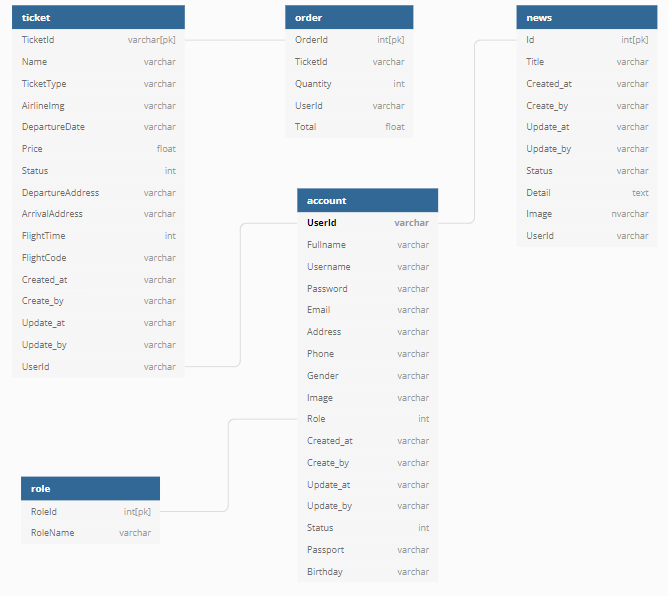 ticket
TicketId varchar[pk]
Name varchar
TicketType varchar
AirlineImg varchar
DepartureDate varchar
Price float
Status int
DepartureAddress varchar
ArrivalAddress varchar
FlightTime int
FlightCode varchar
Created_at varchar
Create_by varchar
Update_at varchar
Update_by varchar
UserId varchar
order
OrderId int[pk]
TicketId varchar
Quantity int
UserId varchar
Total float
news
Id int[pk]
Title varchar
Created_at varchar
Create_by varchar
Update_at varchar
Update_by varchar
Status varchar
Detail text
Image nvarchar
UserId varchar
account
UserId varchar
Fullname varchar
Username varchar
Password varchar
Email varchar
Address varchar
Phone varchar
Gender varchar
Image varchar
Role int
Created_at varchar
Create_by varchar
Update_at varchar
Update_by varchar
Status int
Passport varchar
Birthday varchar
role
RoleId int[pk]
RoleName varchar